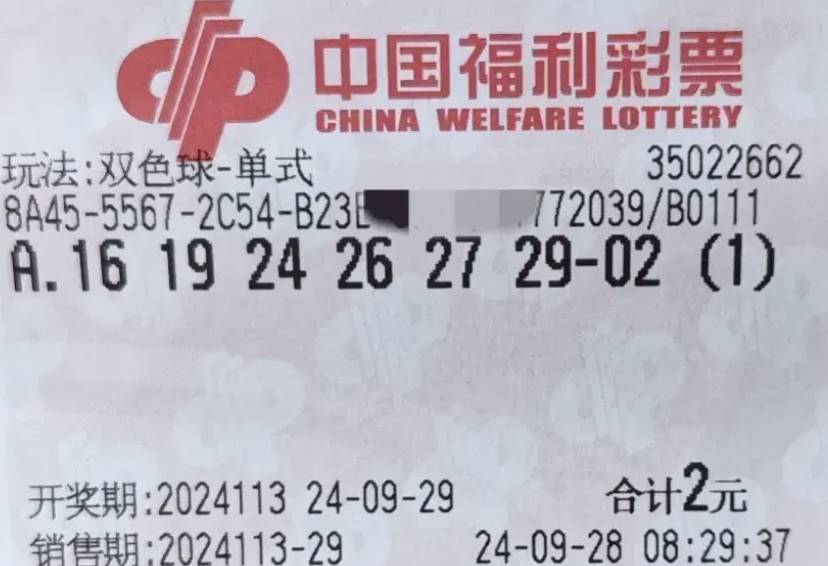 中国福利彩票
CHINA WELFARE LOTTERY
玩法:双色球-单式 35022662
8A45-5567-2C54-B23 772039/B0111
A.16 19 24 26 27 29-02 (1)
开奖期:2024113 24-09-29 合计2元
销售期:2024113-29 24-09-28 08:29:37